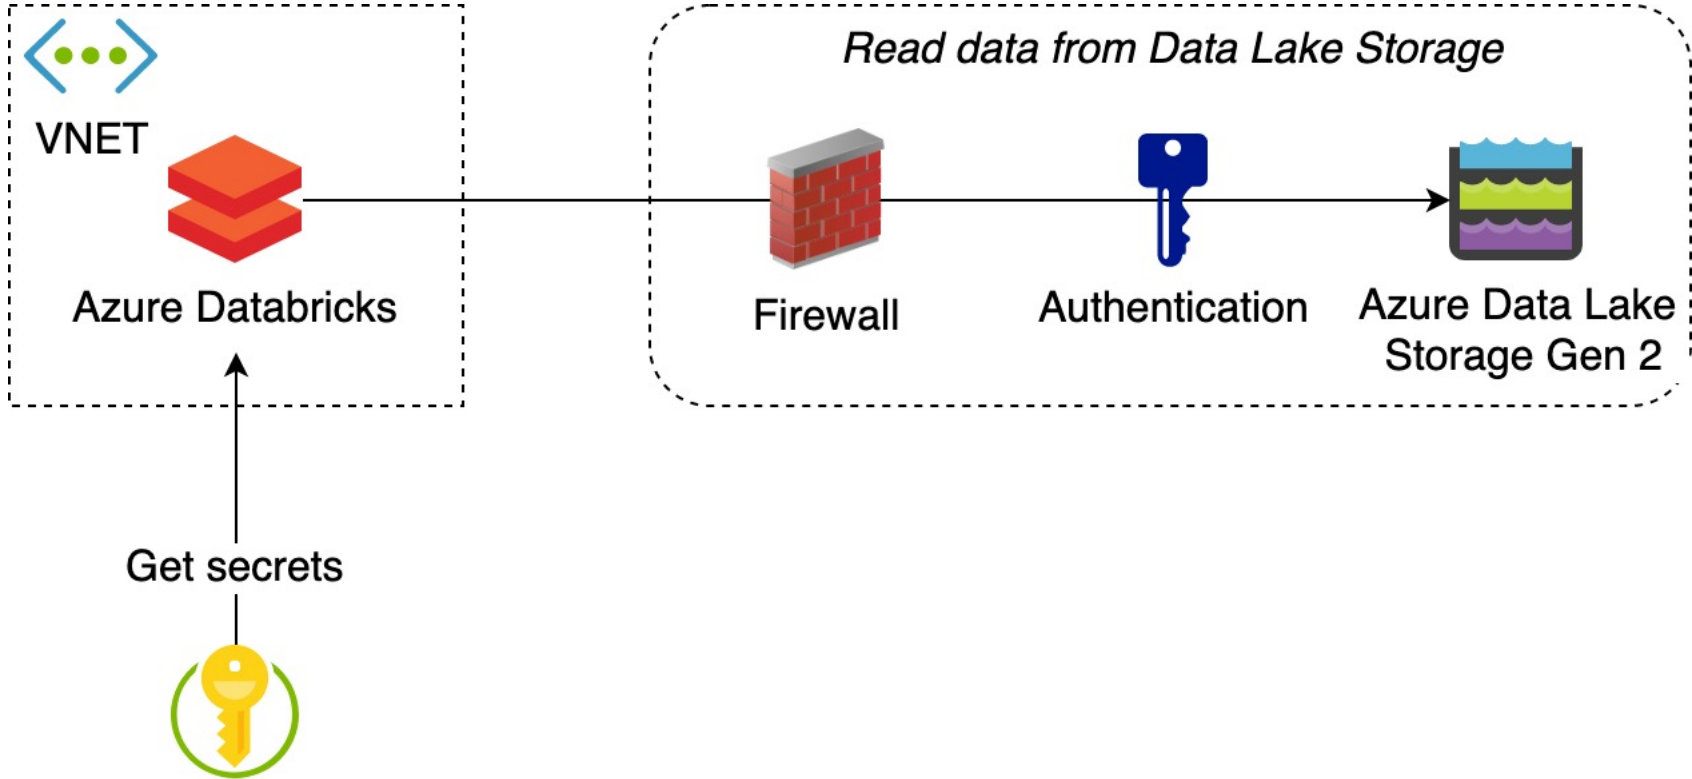 Read data from Data Lake Storage
VNET
Azure Databricks
Firewall
Authentication
Azure Data Lake
Storage Gen 2
Get secrets